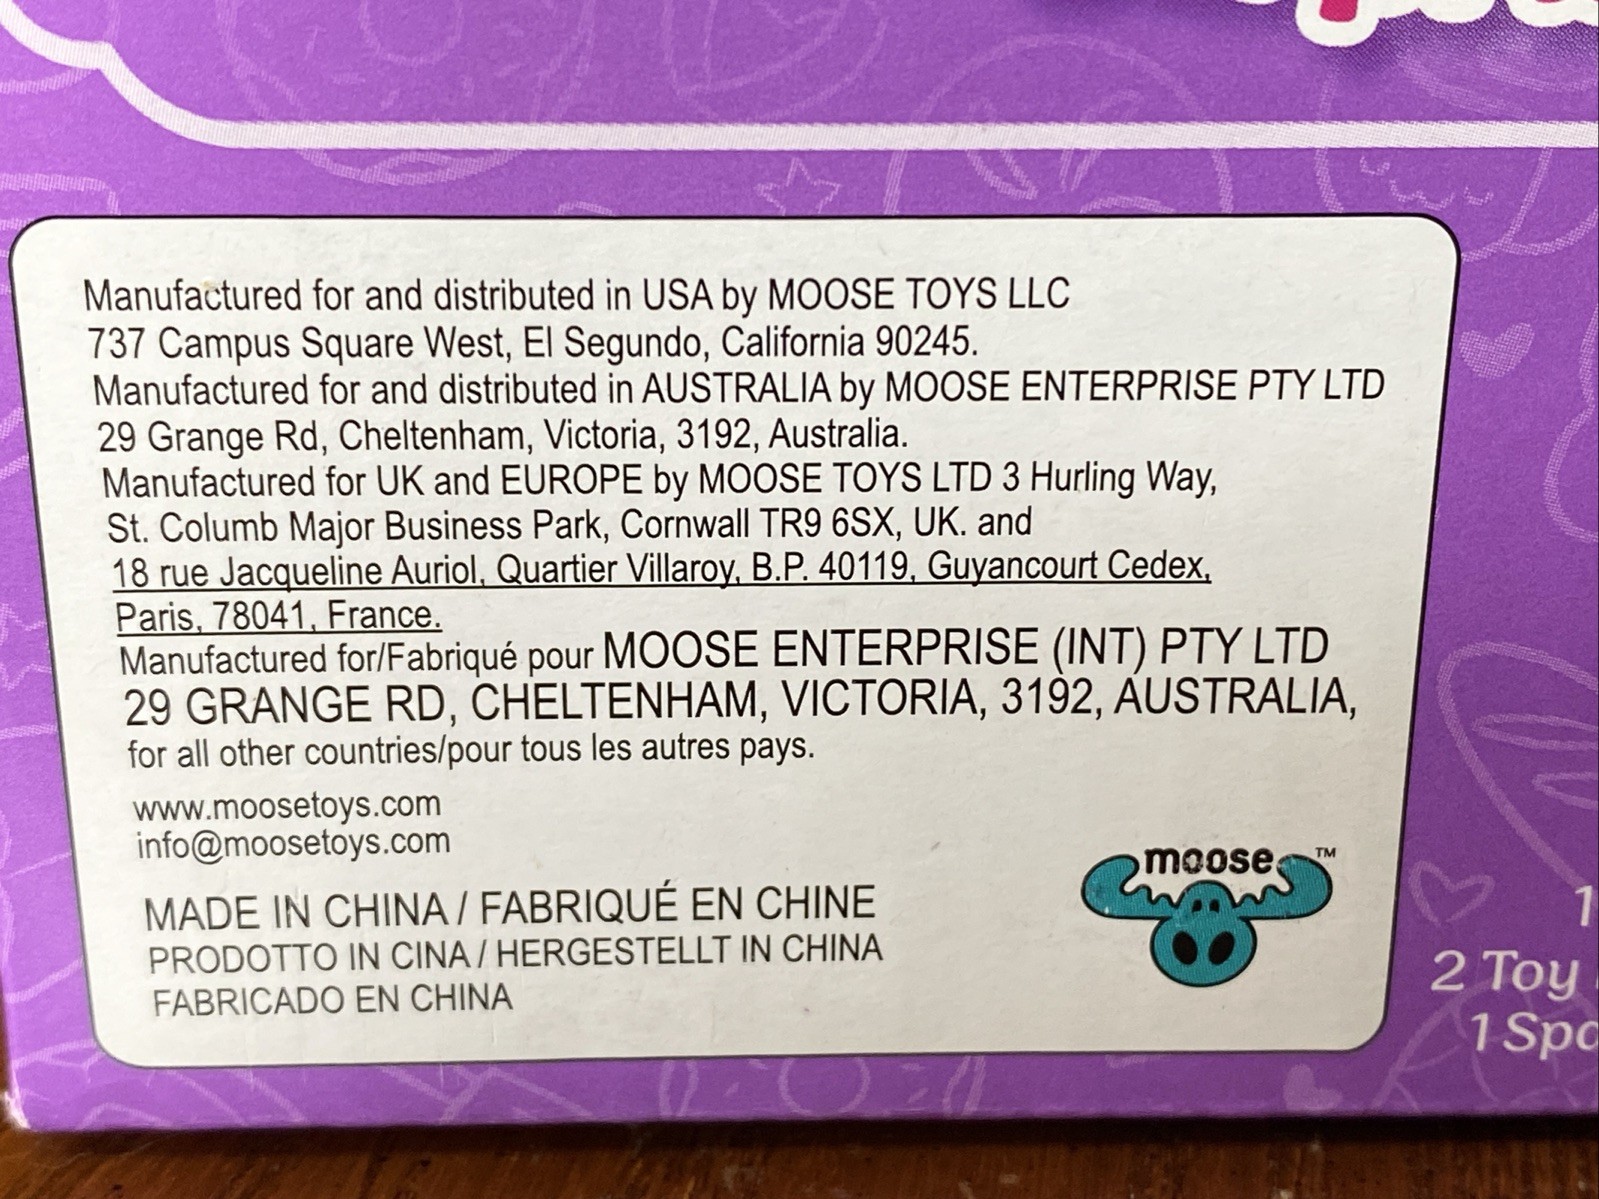 Manufactured for and distributed in USA by MOOSE TOYS LLC
737 Campus Square West, El Segundo, California 90245.
Manufactured for and distributed in AUSTRALIA by MOOSE ENTERPRISE PTY LTD
29 Grange Rd, Cheltenham, Victoria, 3192, Australia.
Manufactured for UK and EUROPE by MOOSE TOYS LTD 3 Hurling Way,
St. Columb Major Business Park, Cornwall TR9 6SX, UK. and
18 rue Jacqueline Auriol, Quartier Villaroy, B.P. 40119, Guyancourt Cedex,
Paris, 78041, France.
Manufactured for/Fabriqué pour MOOSE ENTERPRISE (INT) PTY LTD
29 GRANGE RD, CHELTENHAM, VICTORIA, 3192, AUSTRALIA,
for all other countries/pour tous les autres pays.
www.moosetoys.com
info@moosetoys.com
MADE IN CHINA / FABRIQUÉ EN CHINE
PRODOTTO IN CINA / HERGESTELLT IN CHINA
FABRICADO EN CHINA
moose™
1
2 Toy
1